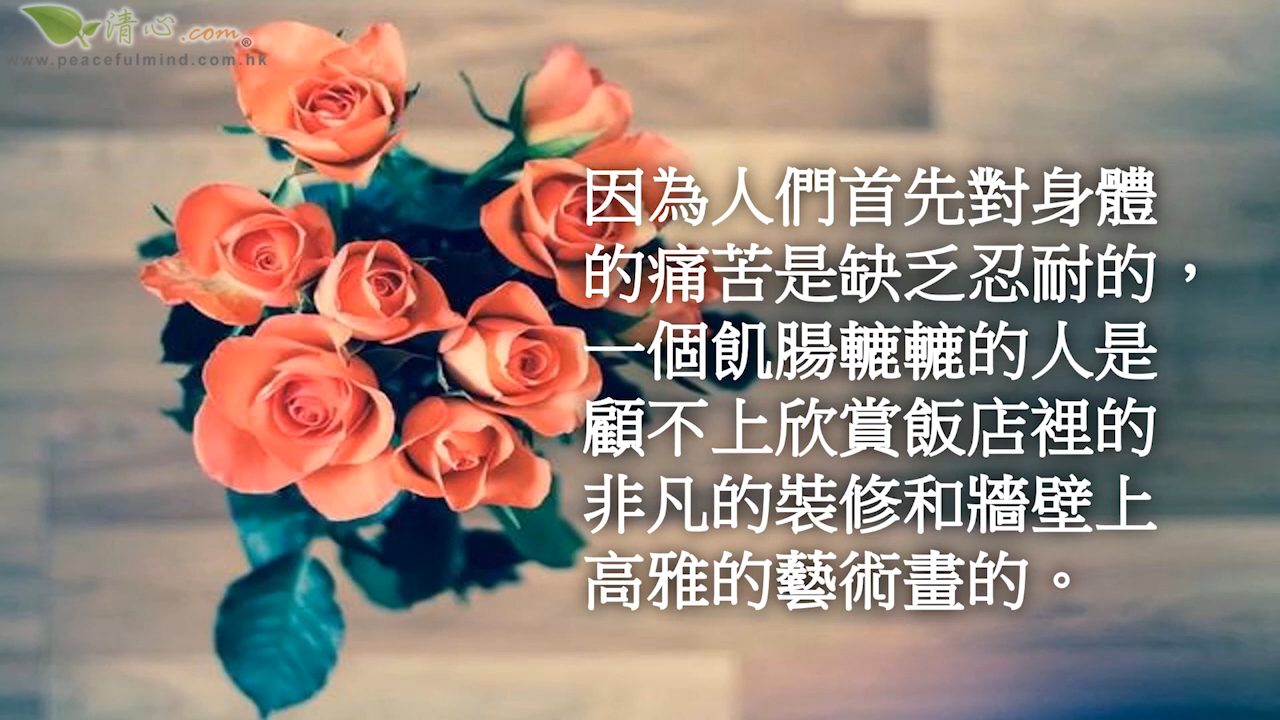 清心.com®
www.peacefulmind.com.hk
因為人們首先對身體
的痛苦是缺乏忍耐的，
一個飢腸轆轆的人是
顧不上欣賞飯店裡的
非凡的裝修和牆壁上
高雅的藝術畫的。